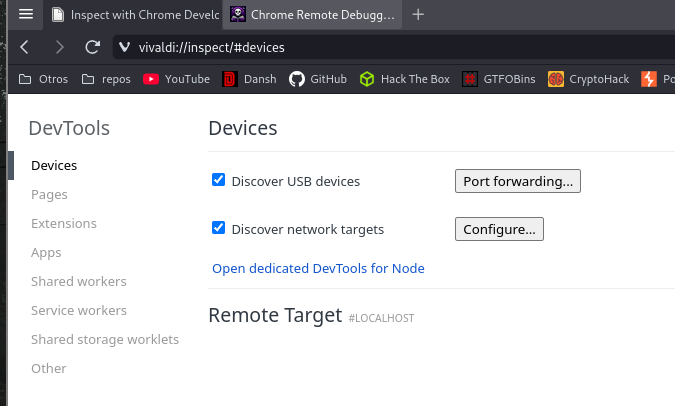 Inspect with Chrome Develo
Chrome Remote Debugg...
vivaldi://inspect/#devices
Otros repos YouTube Dansh GitHub Hack The Box GTFOBins CryptoHack Po
DevTools
Devices
Pages
Extensions
Apps
Shared workers
Service workers
Shared storage worklets
Other
Devices
Discover USB devices Port forwarding...
Discover network targets Configure...
Open dedicated DevTools for Node
Remote Target #LOCALHOST